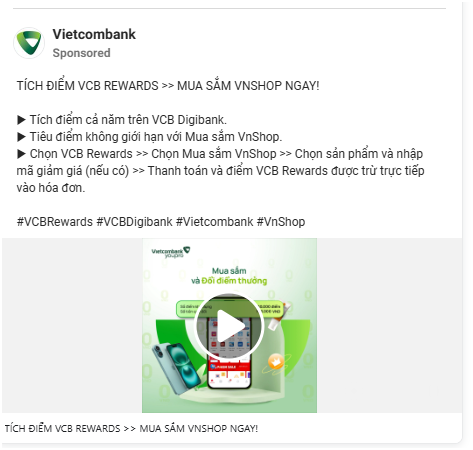 Vietcombank
Sponsored
TÍCH ĐIỂM VCB REWARDS >> MUA SẮM VNSHOP NGAY!
▶ Tích điểm cả năm trên VCB Digibank.
▶ Tiêu điểm không giới hạn với Mua sắm VnShop.
▶ Chọn VCB Rewards >> Chọn Mua sắm VnShop >> Chọn sản phẩm và nhập
mã giảm giá (nếu có) >> Thanh toán và điểm VCB Rewards được trừ trực tiếp
vào hóa đơn.
#VCBRewards #VCBDigibank #Vietcombank #VnShop
Vietcombank
Mua sắm
và Đổi điểm thưởng
TÍCH ĐIỂM VCB REWARDS >> MUA SẮM VNSHOP NGAY!